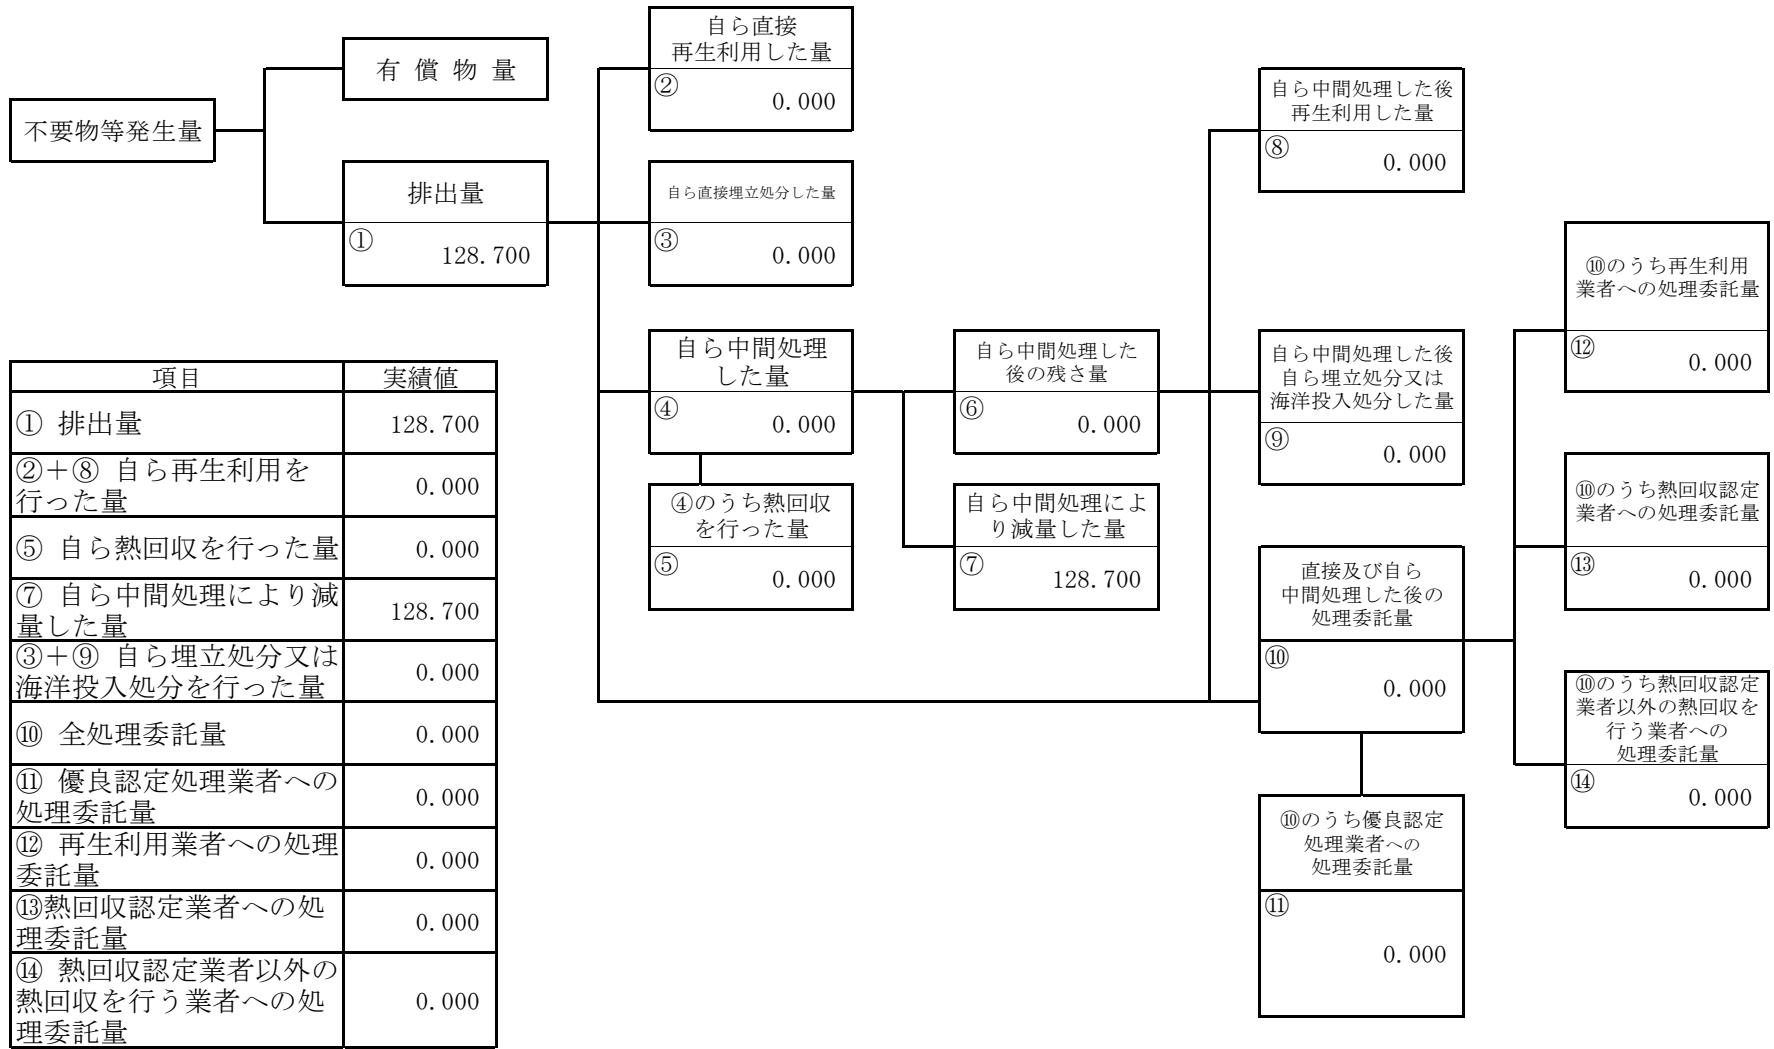 不要物等発生量
有 償 物 量
排出量
①
128.700
自ら直接
再生利用した量
②
0.000
自ら直接埋立処分した量
③
0.000
自ら中間処理
した量
④
0.000
④のうち熱回収
を行った量
⑤
0.000
自ら中間処理した
後の残さ量
⑥
0.000
自ら中間処理によ
り減量した量
⑦
128.700
自ら中間処理した後
再生利用した量
⑧
0.000
自ら中間処理した後
自ら埋立処分又は
海洋投入処分した量
⑨
0.000
直接及び自ら
中間処理した後の
処理委託量
⑩
0.000
⑩のうち優良認定
処理業者への
処理委託量
⑪
0.000
⑩のうち再生利用
業者への処理委託量
⑫
0.000
⑩のうち熱回収認定
業者への処理委託量
⑬
0.000
⑩のうち熱回収認定
業者以外の熱回収を
行う業者への
処理委託量
⑭
0.000
項目 実績値
① 排出量 128.700
②＋⑧ 自ら再生利用を
行った量 0.000
⑤ 自ら熱回収を行った量 0.000
⑦ 自ら中間処理により減
量した量 128.700
③＋⑨ 自ら埋立処分又は
海洋投入処分を行った量 0.000
⑩ 全処理委託量 0.000
⑪ 優良認定処理業者への
処理委託量 0.000
⑫ 再生利用業者への処理
委託量 0.000
⑬熱回収認定業者への処
理委託量 0.000
⑭ 熱回収認定業者以外の
熱回収を行う業者への処
理委託量 0.000